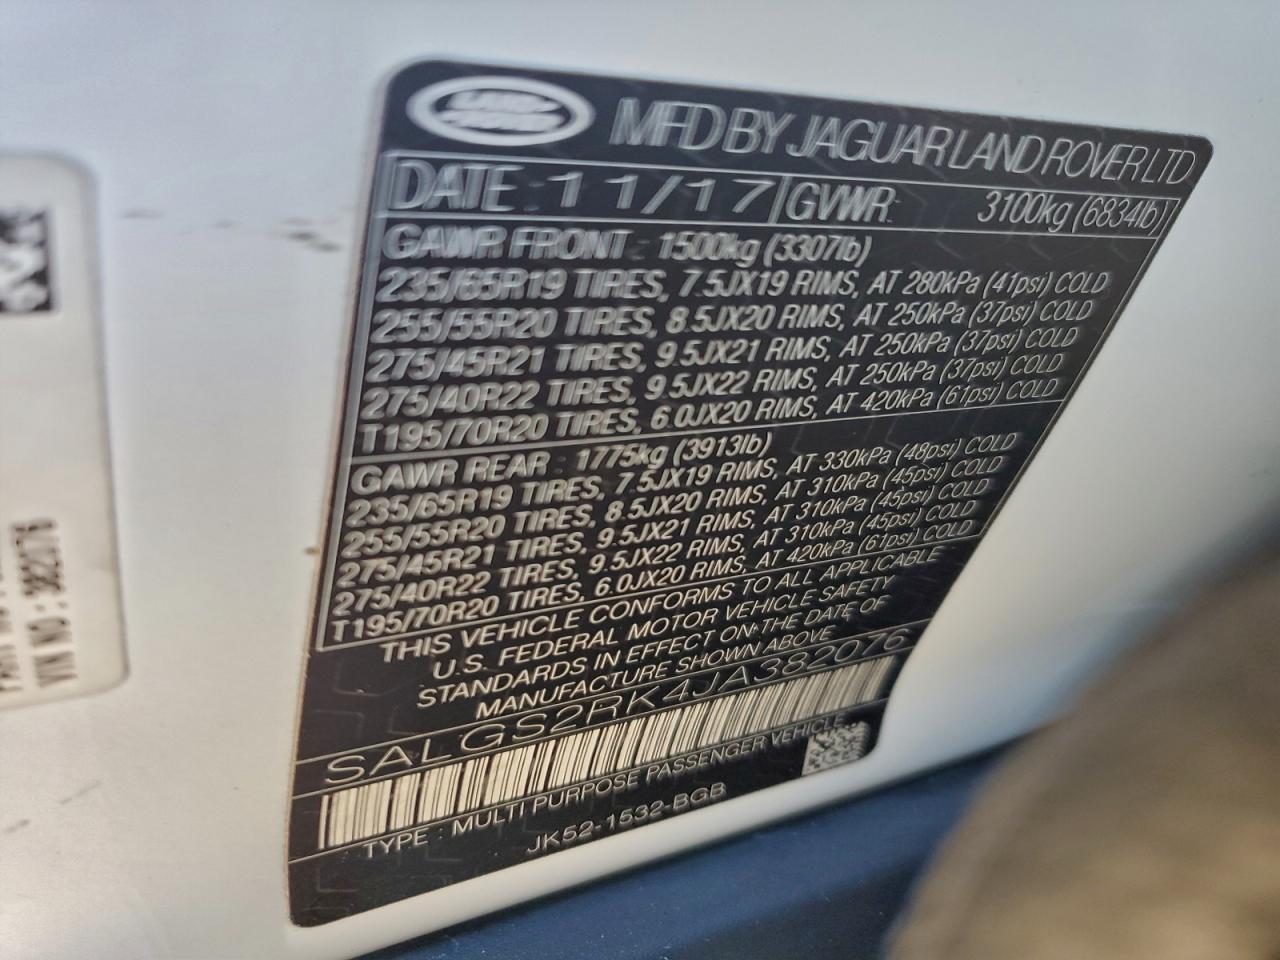 LAND ROVER
MFD BY JAGUAR LAND ROVER LTD
DATE : 11/17 GVWR: 3100kg (6834lb)
GAWR FRONT : 1500kg (3307lb)
235/65R19 TIRES, 7.5JX19 RIMS, AT 280kPa (41psi) COLD
255/55R20 TIRES, 8.5JX20 RIMS, AT 250kPa (37psi) COLD
275/45R21 TIRES, 9.5JX21 RIMS, AT 250kPa (37psi) COLD
275/40R22 TIRES, 9.5JX22 RIMS, AT 250kPa (37psi) COLD
T195/70R20 TIRES, 6.0JX20 RIMS, AT 420kPa (61psi) COLD
GAWR REAR : 1775kg (3913lb)
235/65R19 TIRES, 7.5JX19 RIMS, AT 330kPa (48psi) COLD
255/55R20 TIRES, 8.5JX20 RIMS, AT 310kPa (45psi) COLD
275/45R21 TIRES, 9.5JX21 RIMS, AT 310kPa (45psi) COLD
275/40R22 TIRES, 9.5JX22 RIMS, AT 310kPa (45psi) COLD
T195/70R20 TIRES, 6.0JX20 RIMS, AT 420kPa (61psi) COLD
THIS VEHICLE CONFORMS TO ALL APPLICABLE
U.S. FEDERAL MOTOR VEHICLE SAFETY
STANDARDS IN EFFECT ON THE DATE OF
MANUFACTURE SHOWN ABOVE
SALGS2RK4JA382076
TYPE : MULTI PURPOSE PASSENGER VEHICLE
JK52-1532-BGB
VIN NO : 382076